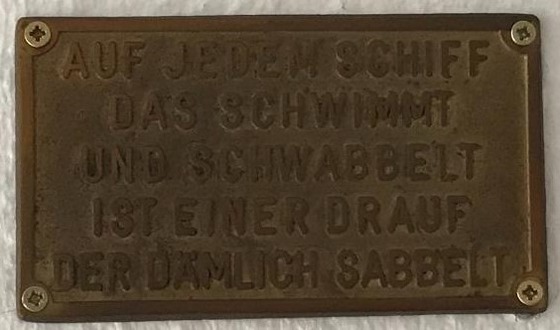 AUF JEDEM SCHIFF
DAS SCHWIMMT
UND SCHWABBELT
IST EINER DRAUF
DER DÄMLICH SABBELT